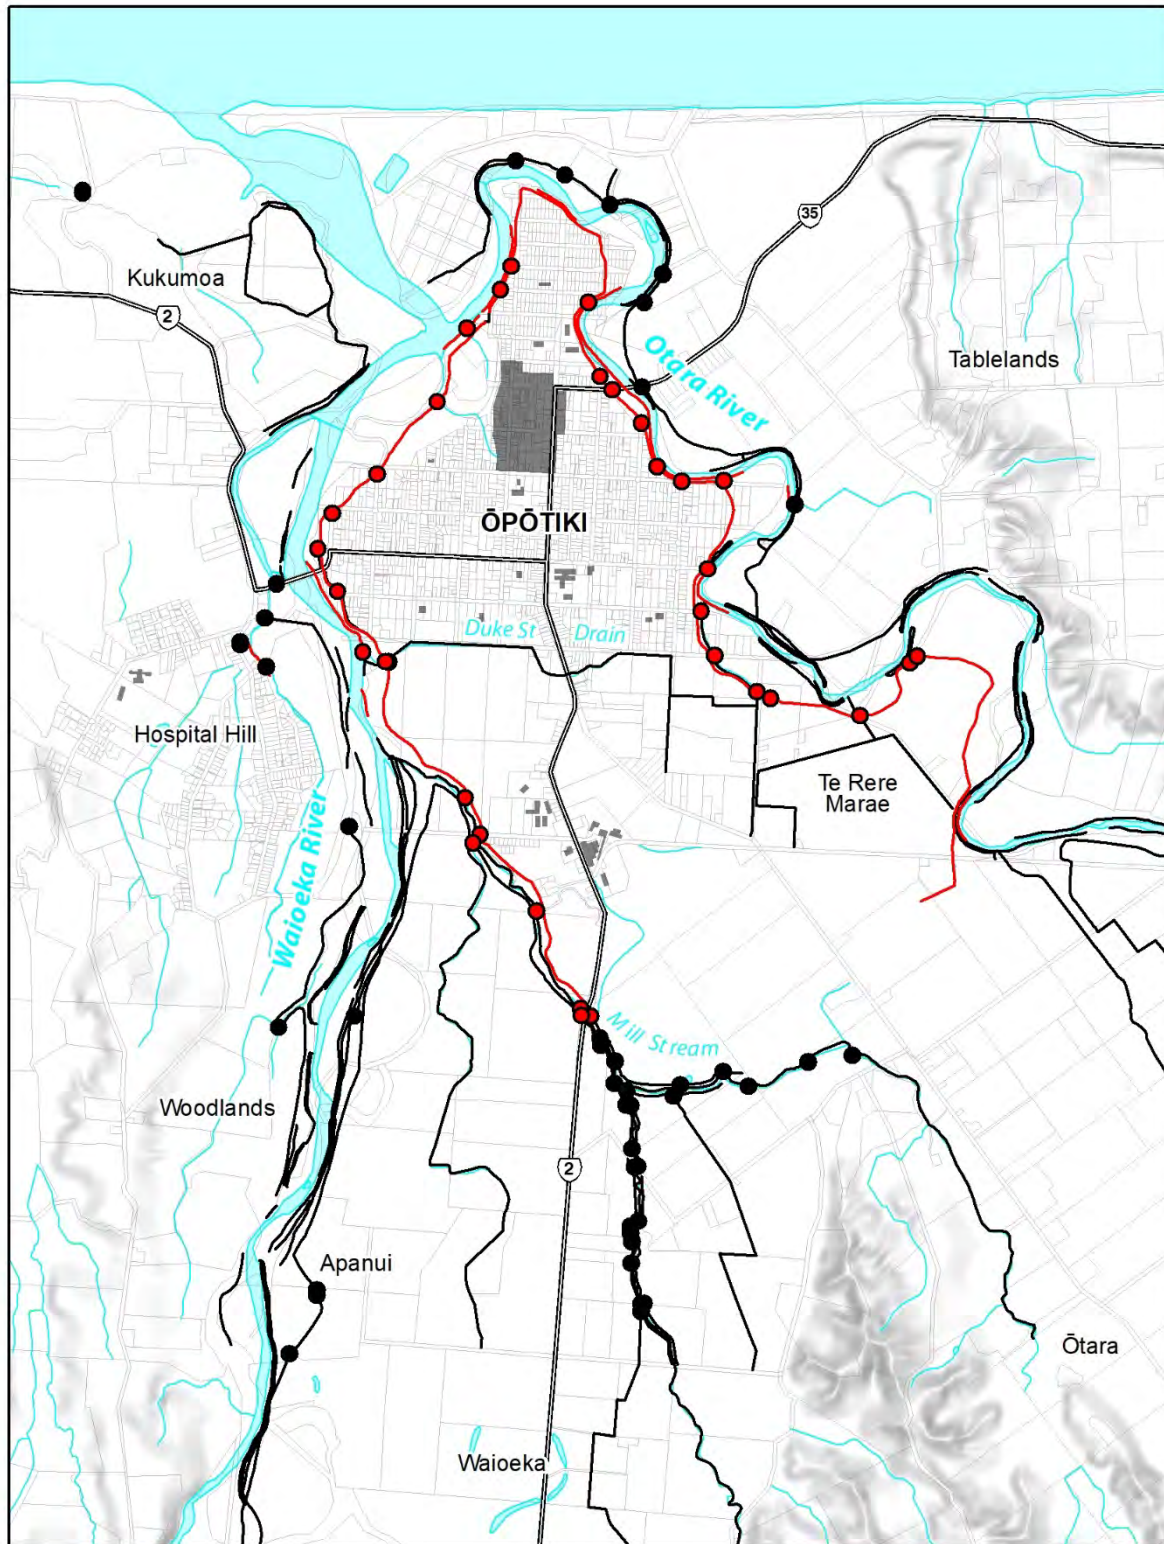 35
Kukumoa
2
Otara River
Tablelands
ŌPŌTIKI
Duke St Drain
Hospital Hill
Te Rere
Marae
Waioeka River
Mill Stream
Woodlands
2
Apanui
Ōtara
Waioeka